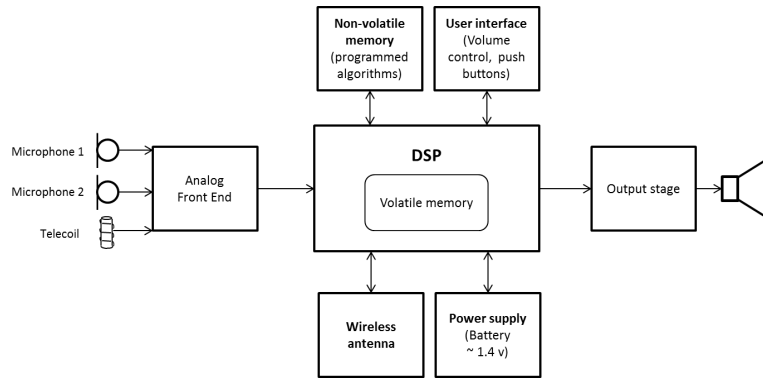 Non-volatile
memory
(programmed
algorithms)
User interface
(Volume
control, push
buttons)
Microphone 1
Microphone 2
Telecoil
Analog
Front End
DSP
Volatile memory
Output stage
Wireless
antenna
Power supply
(Battery
~ 1.4 v)